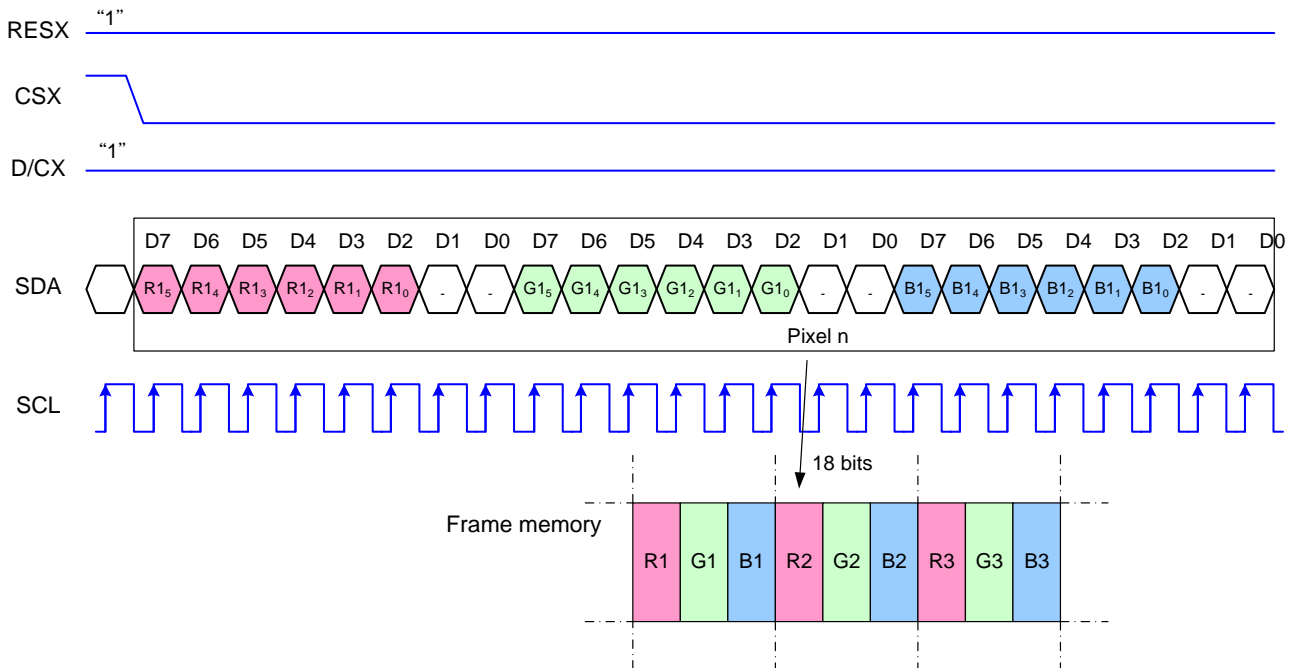 RESX “1”
CSX
D/CX “1”
D7 D6 D5 D4 D3 D2 D1 D0 D7 D6 D5 D4 D3 D2 D1 D0 D7 D6 D5 D4 D3 D2 D1 D0
SDA R1₅ R1₄ R1₃ R1₂ R1₁ R1₀ - - G1₅ G1₄ G1₃ G1₂ G1₁ G1₀ - - B1₅ B1₄ B1₃ B1₂ B1₁ B1₀ - -
Pixel n
SCL
18 bits
Frame memory
R1 G1 B1 R2 G2 B2 R3 G3 B3